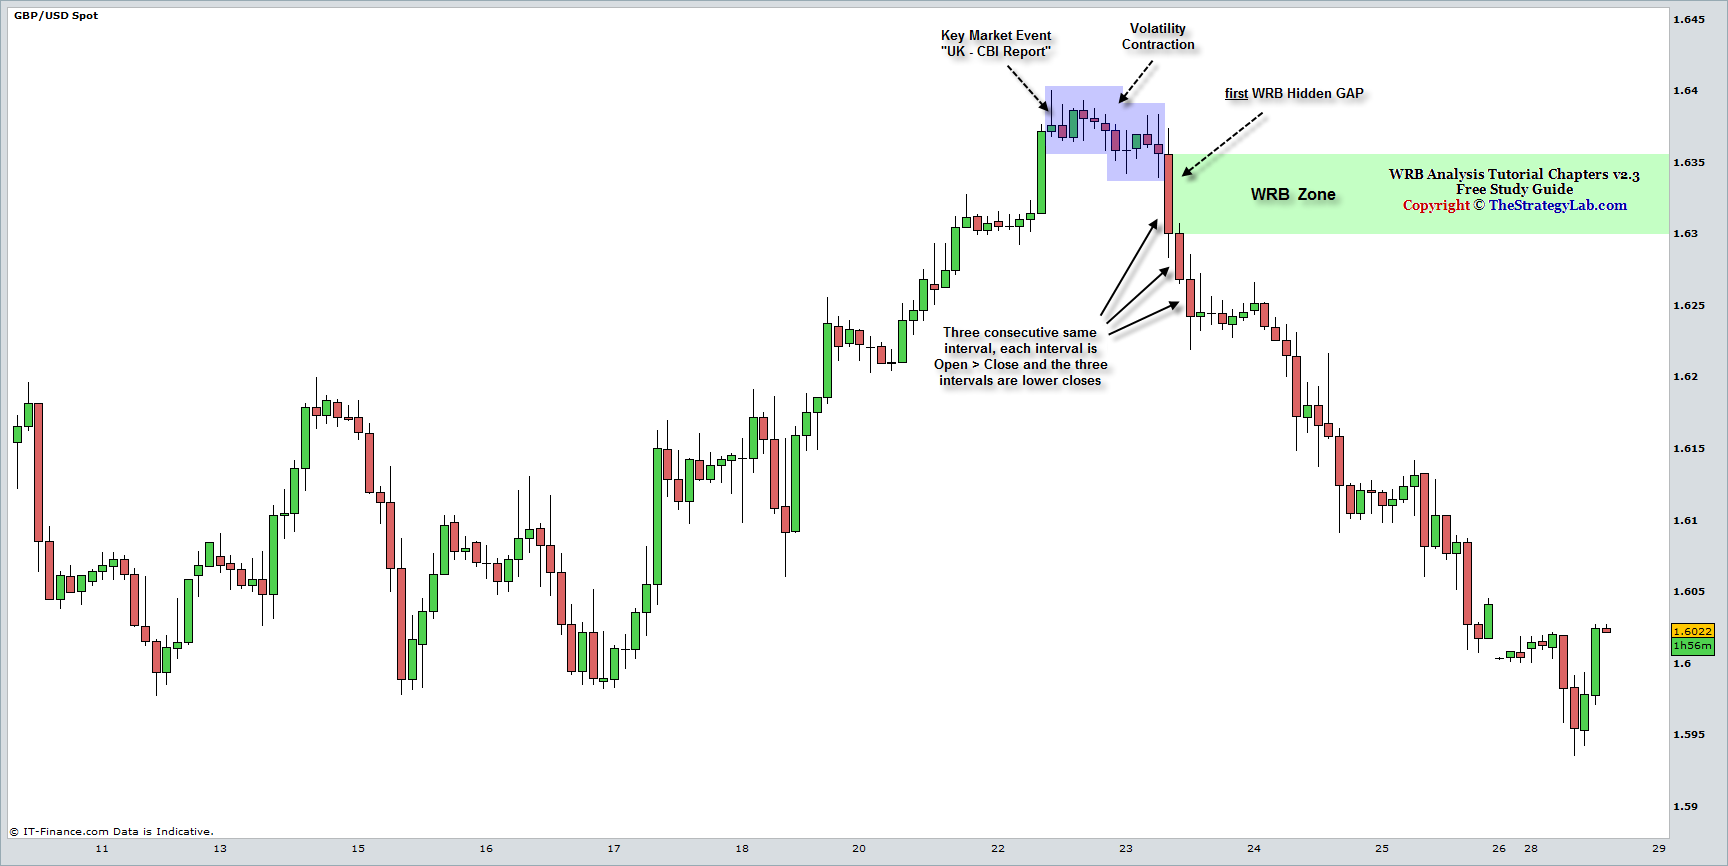 GBP/USD Spot
Key Market Event
"UK - CBI Report"
Volatility
Contraction
first WRB Hidden GAP
WRB Zone
WRB Analysis Tutorial Chapters v2.3
Free Study Guide
Copyright © TheStrategyLab.com
Three consecutive same
interval, each interval is
Open > Close and the three
intervals are lower closes
1.645
1.64
1.635
1.63
1.625
1.62
1.615
1.61
1.605
1.6022
1h56m
1.6
1.595
1.59
© IT-Finance.com Data is Indicative.
11 13 15 16 17 18 20 22 23 24 25 26 28 29